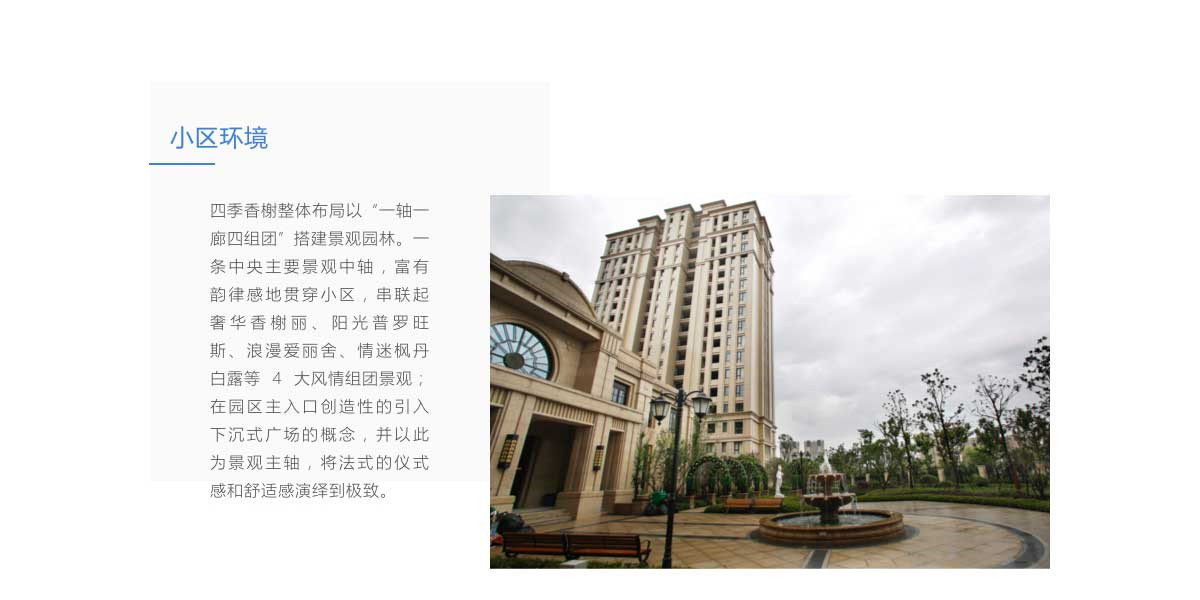 小区环境
四季香榭整体布局以“一轴一
廊四组团”搭建景观园林。一
条中央主要景观中轴，富有
韵律感地贯穿小区，串联起
奢华香榭丽、阳光普罗旺
斯、浪漫爱丽舍、情迷枫丹
白露等 4 大风情组团景观；
在园区主入口创造性的引入
下沉式广场的概念，并以此
为景观主轴，将法式的仪式
感和舒适感演绎到极致。